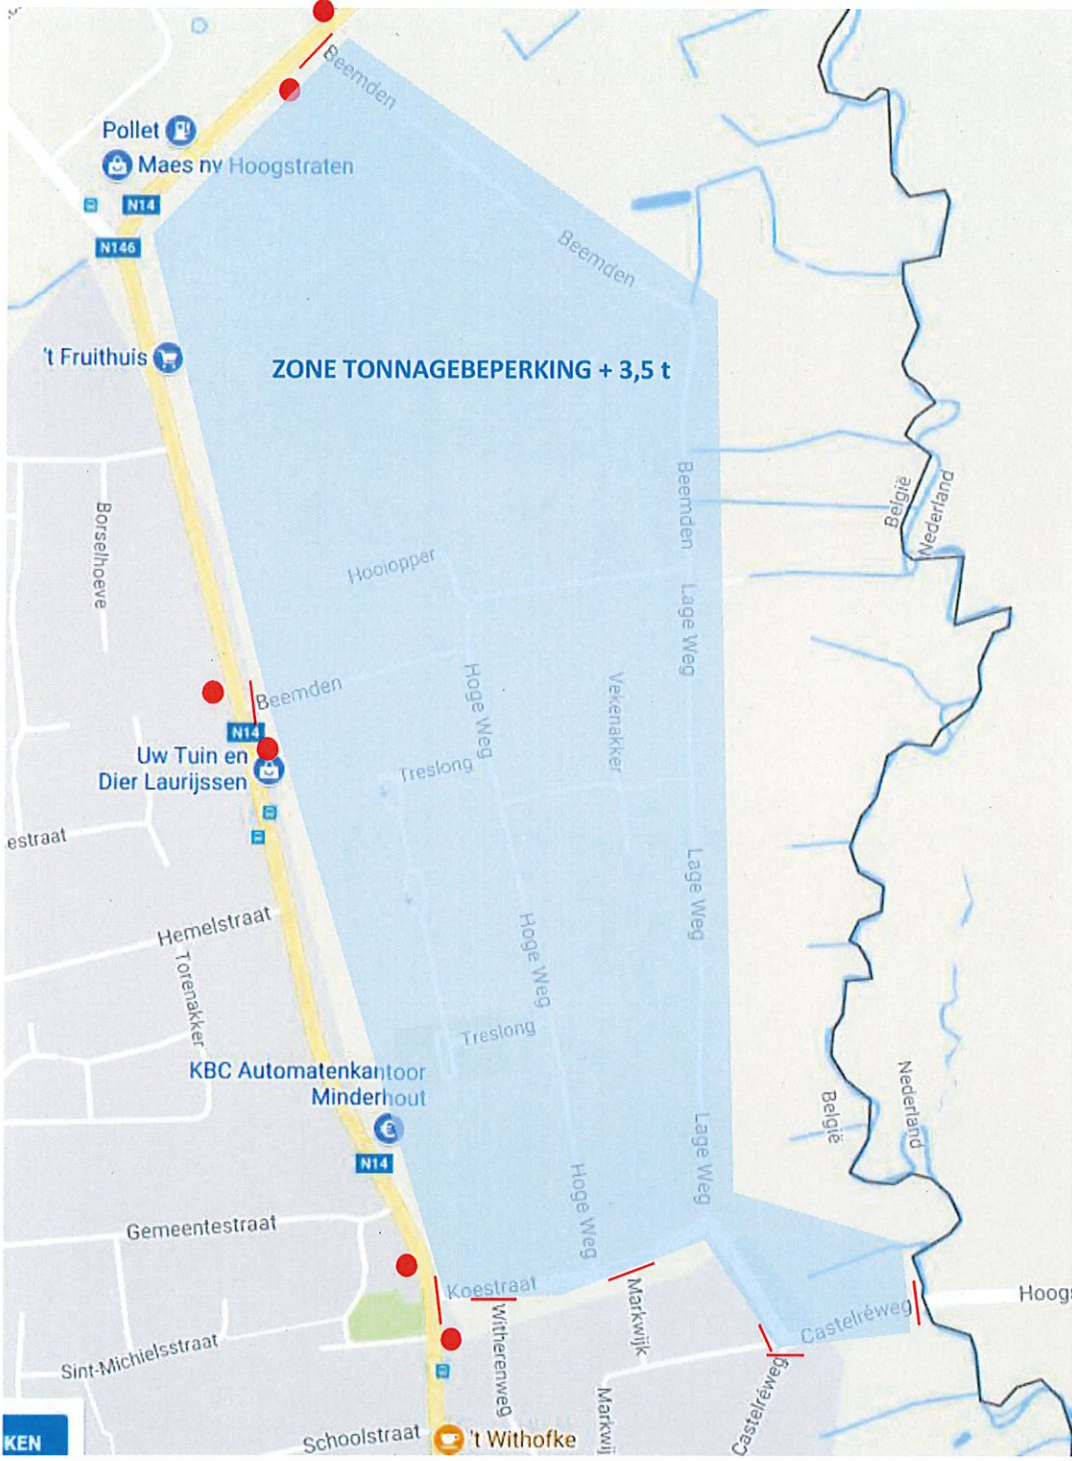 Beemden
Pollet
Maes nv Hoogstraten
N14
N146
Beemden
't Fruithuis
ZONE TONNAGEBEPERKING + 3,5 t
Beemden
België
Nederland
Borselhoeve
Hooiopper
Lage Weg
Beemden
Hoge Weg
Vekenakker
N14
Uw Tuin en
Dier Laurijssen
Treslong
estraat
Lage Weg
Hemelstraat
Torenakker
Hoge Weg
Treslong
KBC Automatenkantoor
Minderhout
België
Nederland
N14
Lage Weg
Hoge Weg
Gemeentestraat
Koestraat
Markwijk
Hoogs
Castelréweg
Witherenweg
Sint-Michielsstraat
Castelréweg
Markwij
KEN
Schoolstraat
't Withofke